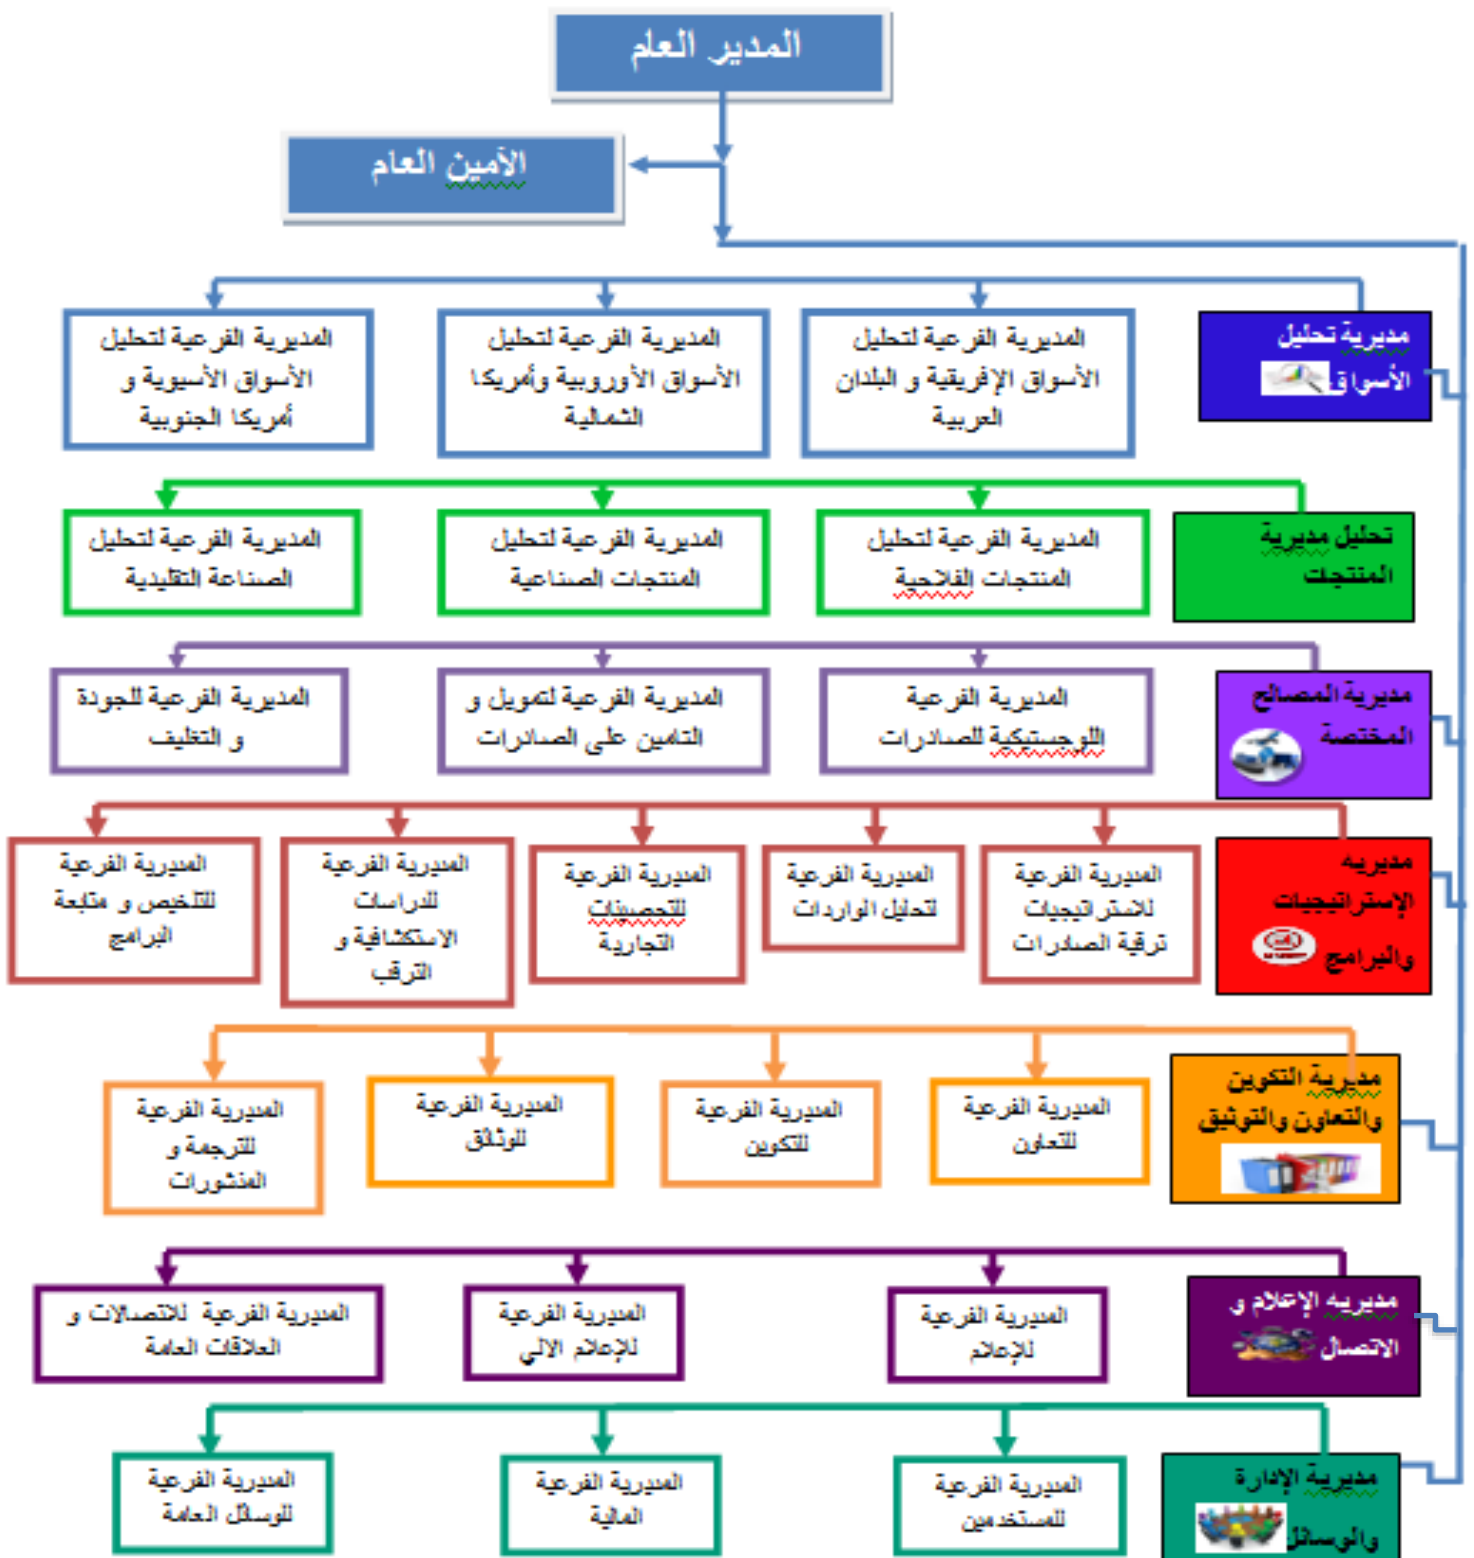 المدير العام
الأمين العام
مديرية تحليل
الأسواق
المديرية الفرعية لتحليل
الأسواق الإفريقية و البلدان
العربية
المديرية الفرعية لتحليل
الأسواق الأوروبية وأمريكا
الشمالية
المديرية الفرعية لتحليل
الأسواق الأسيوية و
أمريكا الجنوبية
تحليل مديرية
المنتجات
المديرية الفرعية لتحليل
المنتجات الفلاحية
المديرية الفرعية لتحليل
المنتجات الصناعية
المديرية الفرعية لتحليل
الصناعة التقليدية
مديرية المصالح
المختصة
المديرية الفرعية
اللوجستيكية للصادرات
المديرية الفرعية لتمويل و
التامين على الصادرات
المديرية الفرعية للجودة
و التغليف
مديريه
الإستراتيجيات
والبرامج
المديرية الفرعية
للاستراتيجيات
ترقية الصادرات
المديرية الفرعية
لتحليل الواردات
المديرية الفرعية
للتحصينات
التجارية
المديرية الفرعية
للدراسات
الاستكشافية و
الترقب
المديرية الفرعية
للتلخيص و متابعة
البرامج
مديرية التكوين
والتعاون والتوثيق
المديرية الفرعية
للتعاون
المديرية الفرعية
للتكوين
المديرية الفرعية
للوثائق
المديرية الفرعية
للترجمة و
المنشورات
مديريه الإعلام و
الاتصال
المديرية الفرعية
للإعلام
المديرية الفرعية
للإعلام الالي
المديرية الفرعية للاتصالات و
العلاقات العامة
مديرية الإدارة
والوسائل
المديرية الفرعية
للمستخدمين
المديرية الفرعية
المالية
المديرية الفرعية
للوسائل العامة